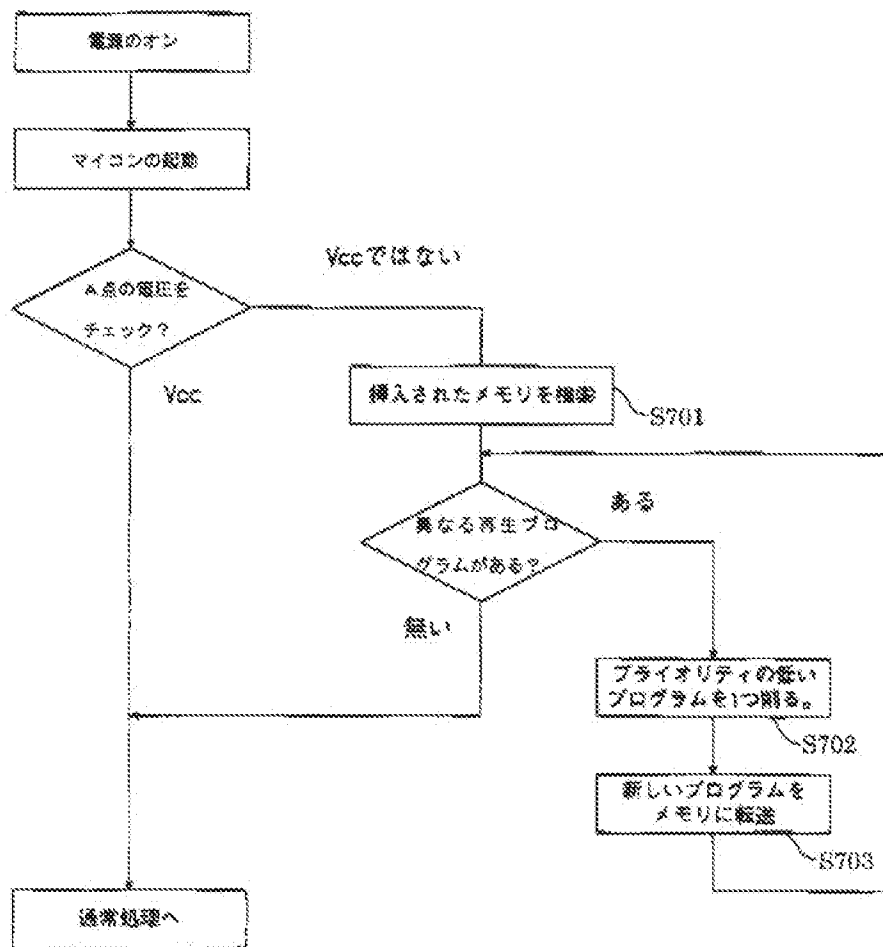 電源のオン
マイコンの起動
Vccではない
A点の電圧を
チェック?
Vcc
挿入されたメモリを検索
S701
ある
異なる再生プロ
グラムがある?
無い
プライオリティの低い
プログラムを1つ削る。
S702
新しいプログラムを
メモリに転送
S703
通常処理へ